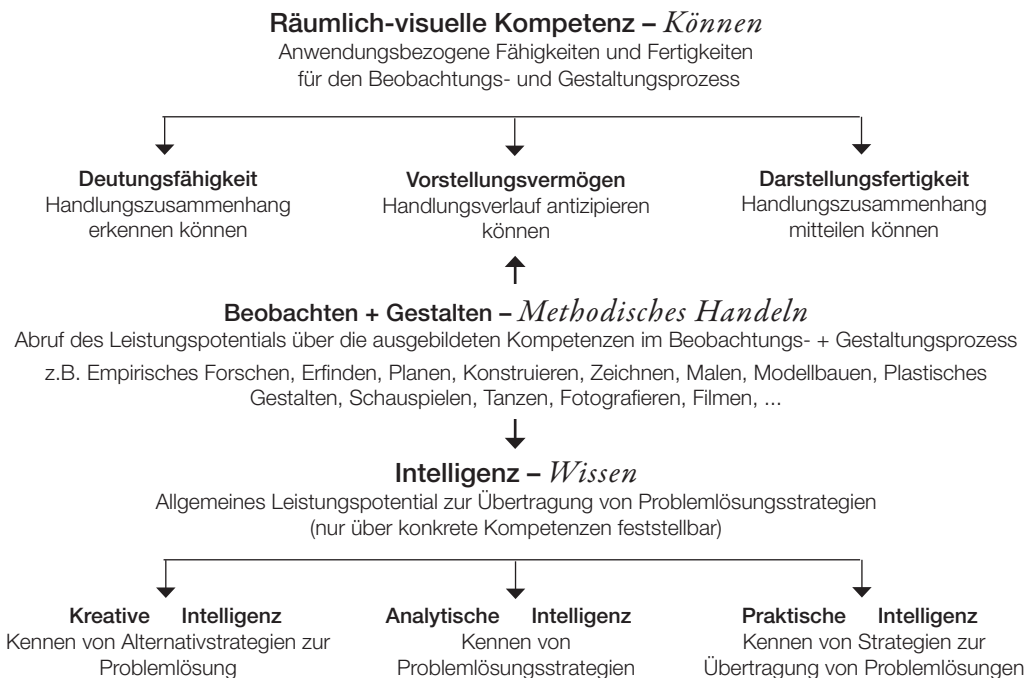 Räumlich-visuelle Kompetenz – Können
Anwendungsbezogene Fähigkeiten und Fertigkeiten
für den Beobachtungs- und Gestaltungsprozess
Deutungsfähigkeit
Handlungszusammenhang
erkennen können
Vorstellungsvermögen
Handlungsverlauf antizipieren
können
Darstellungsfertigkeit
Handlungszusammenhang
mitteilen können
Beobachten + Gestalten – Methodisches Handeln
Abruf des Leistungspotentials über die ausgebildeten Kompetenzen im Beobachtungs- + Gestaltungsprozess
z.B. Empirisches Forschen, Erfinden, Planen, Konstruieren, Zeichnen, Malen, Modellbauen, Plastisches
Gestalten, Schauspielen, Tanzen, Fotografieren, Filmen, ...
Intelligenz – Wissen
Allgemeines Leistungspotential zur Übertragung von Problemlösungsstrategien
(nur über konkrete Kompetenzen feststellbar)
Kreative Intelligenz
Kennen von Alternativstrategien zur
Problemlösung
Analytische Intelligenz
Kennen von
Problemlösungsstrategien
Praktische Intelligenz
Kennen von Strategien zur
Übertragung von Problemlösungen